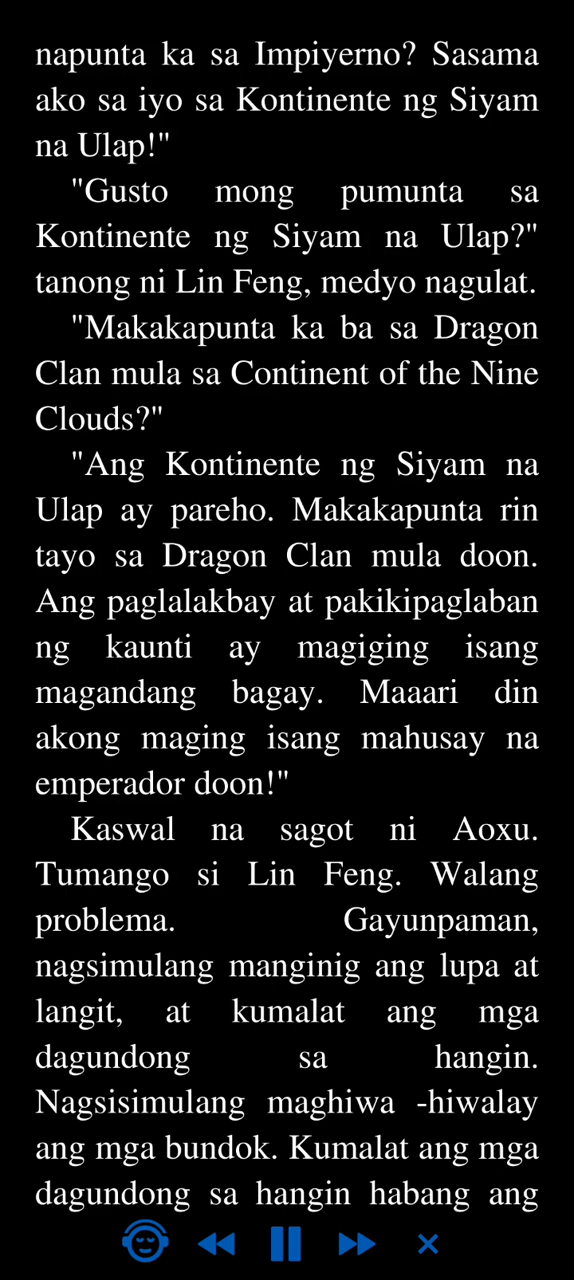 napunta ka sa Impiyerno? Sasama
ako sa iyo sa Kontinente ng Siyam
na Ulap!"
"Gusto mong pumunta sa
Kontinente ng Siyam na Ulap?"
tanong ni Lin Feng, medyo nagulat.
"Makakapunta ka ba sa Dragon
Clan mula sa Continent of the Nine
Clouds?"
"Ang Kontinente ng Siyam na
Ulap ay pareho. Makakapunta rin
tayo sa Dragon Clan mula doon.
Ang paglalakbay at pakikipaglaban
ng kaunti ay magiging isang
magandang bagay. Maaari din
akong maging isang mahusay na
emperador doon!"
Kaswal na sagot ni Aoxu.
Tumango si Lin Feng. Walang
problema. Gayunpaman,
nagsimulang manginig ang lupa at
langit, at kumalat ang mga
dagundong sa hangin.
Nagsisimulang maghiwa -hiwalay
ang mga bundok. Kumalat ang mga
dagundong sa hangin habang ang